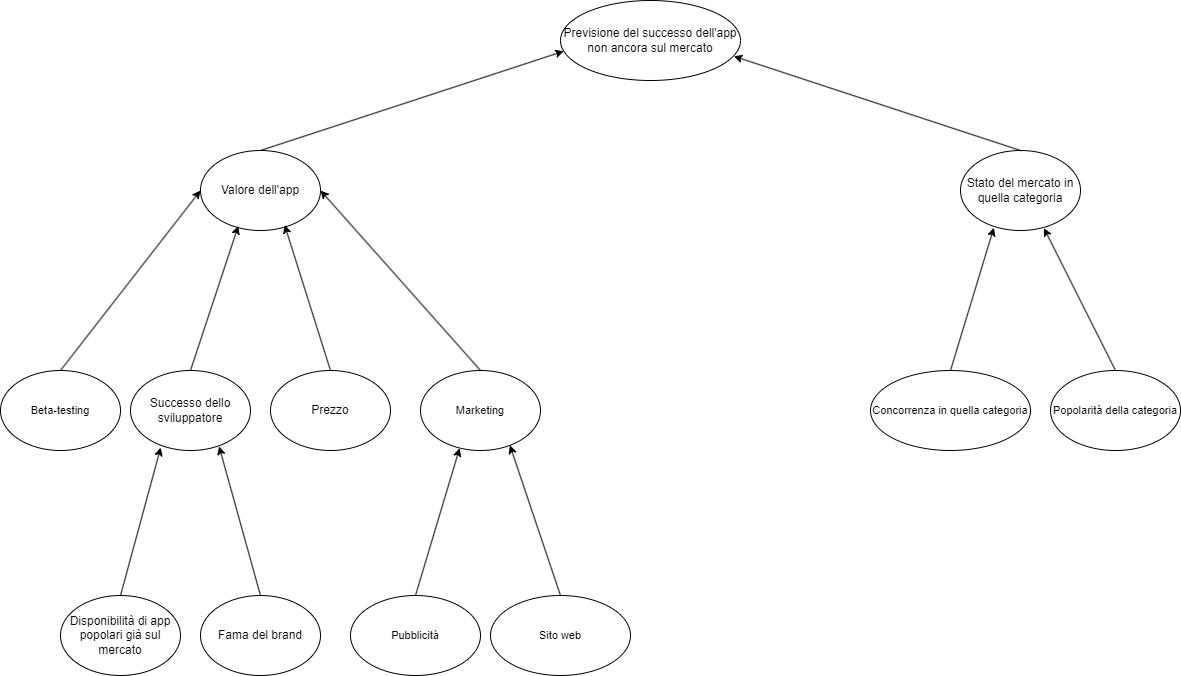 Previsione del successo dell'app
non ancora sul mercato
Valore dell'app
Stato del mercato in
quella categoria
Beta-testing
Successo dello
sviluppatore
Prezzo
Marketing
Concorrenza in quella categoria
Popolarità della categoria
Disponibilità di app
popolari già sul
mercato
Fama del brand
Pubblicità
Sito web